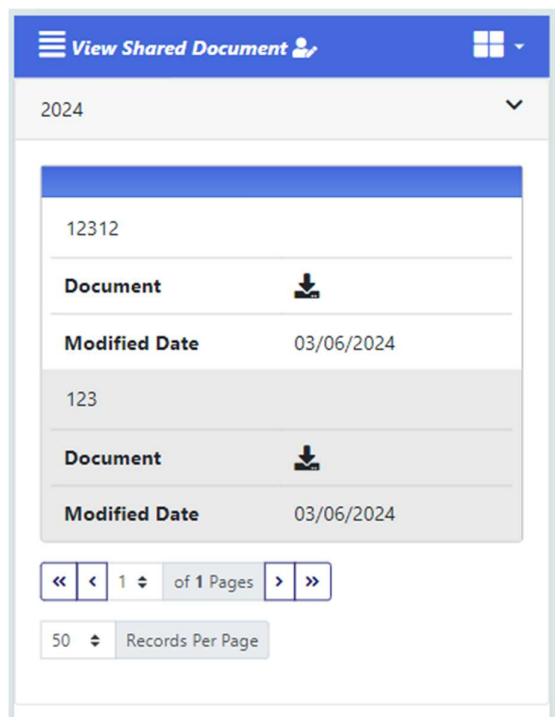 View Shared Document
2024
12312
Document
Modified Date 03/06/2024
123
Document
Modified Date 03/06/2024
« ‹ 1 of 1 Pages › »
50 Records Per Page